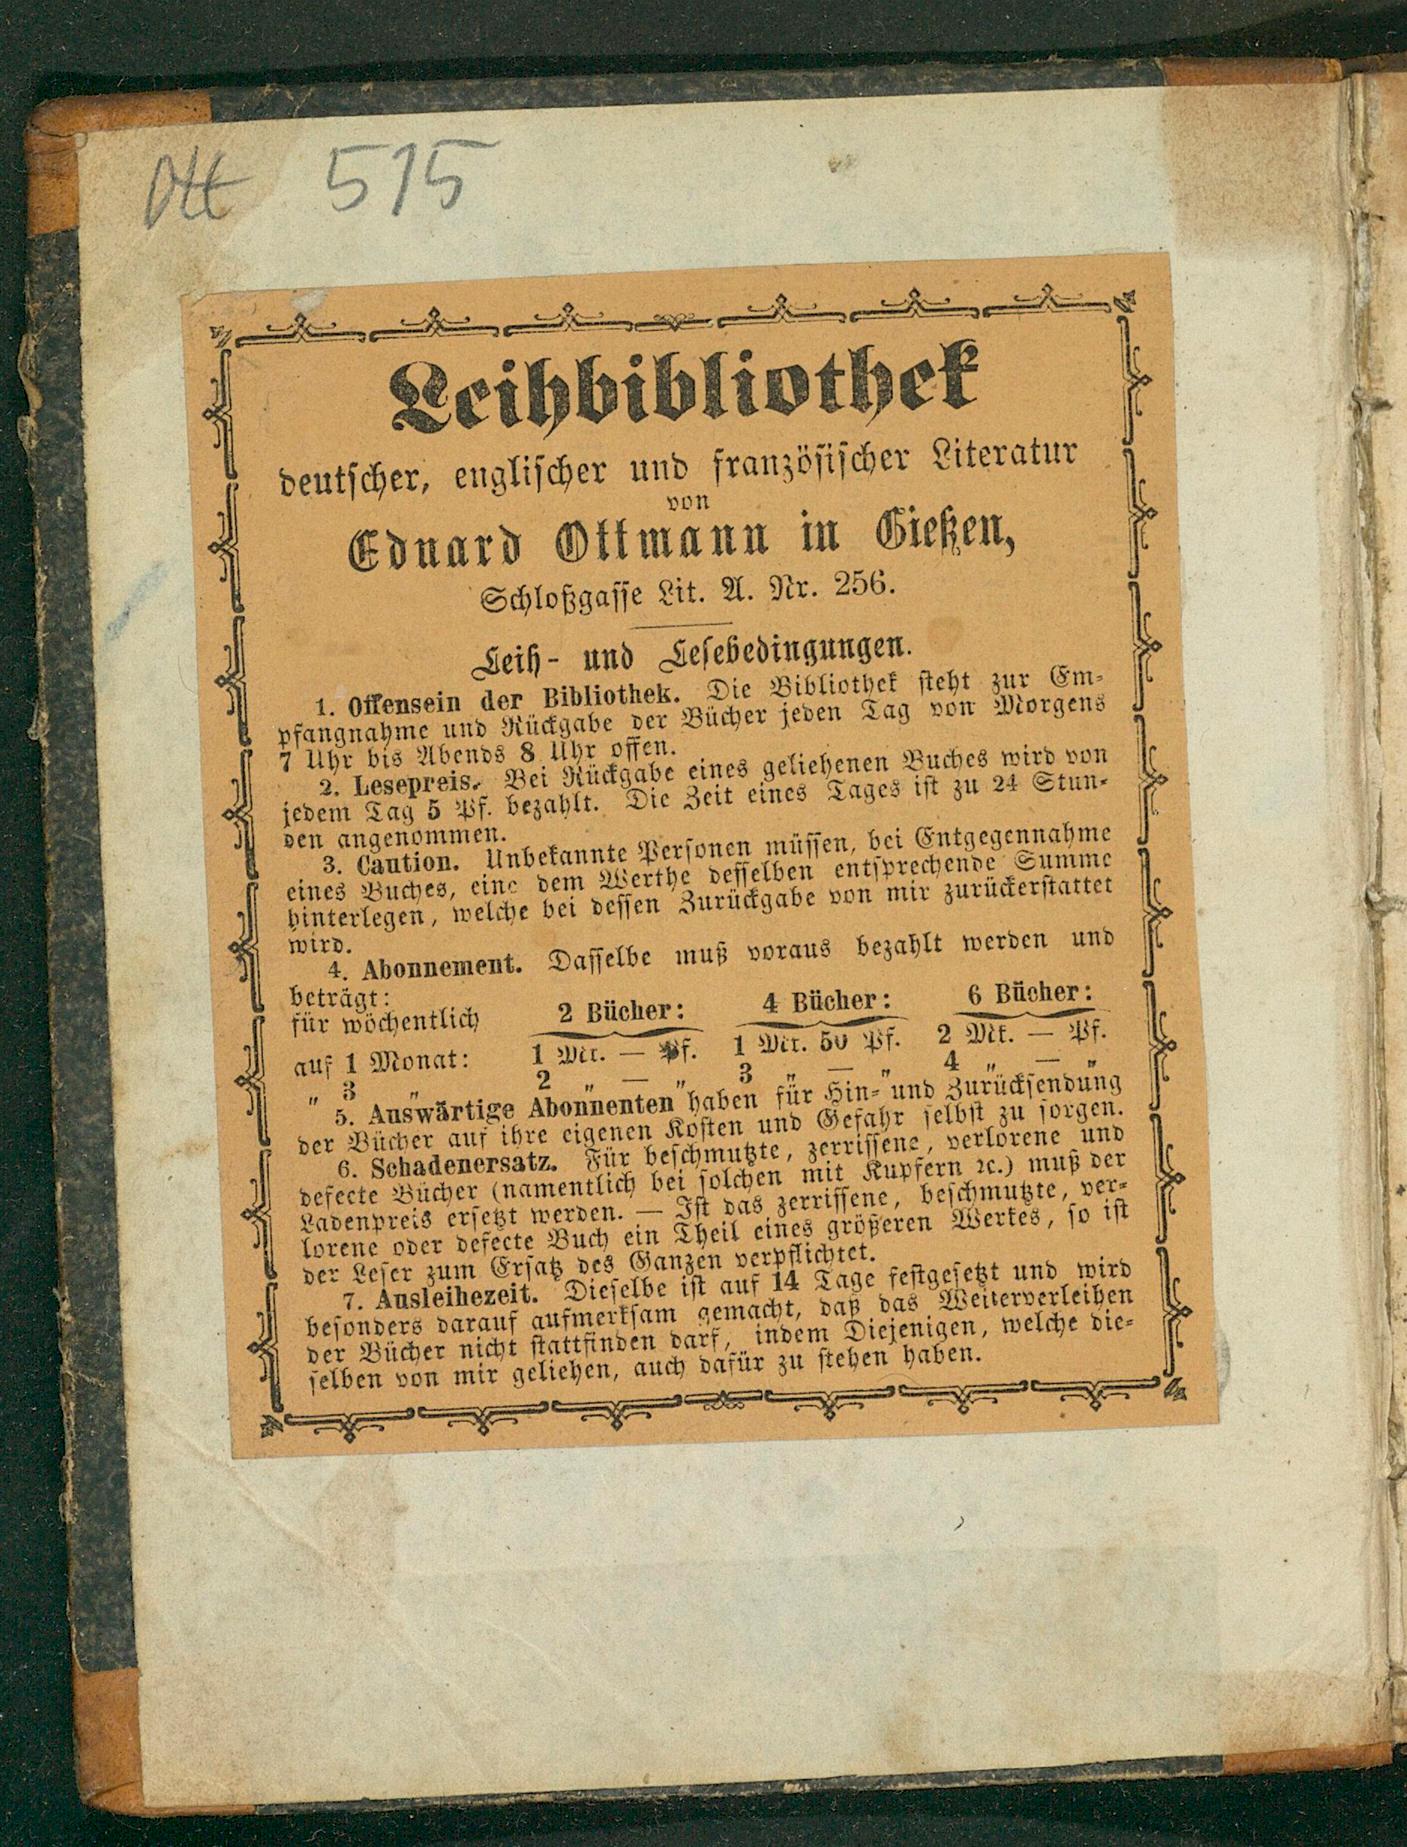 Ott 515
Leihbibliothek
deutscher, englischer und französischer Literatur
von
Eduard Ottmann in Gießen,
Schloßgasse Lit. A. Nr. 256.
Leih- und Lesebedingungen.
1. Offensein der Bibliothek. Die Bibliothek steht zur Em-
pfangnahme und Rückgabe der Bücher jeden Tag von Morgens
7 Uhr bis Abends 8 Uhr offen.
2. Lesepreis. Bei Rückgabe eines geliehenen Buches wird von
jedem Tag 5 Pf. bezahlt. Die Zeit eines Tages ist zu 24 Stun-
den angenommen.
3. Caution. Unbekannte Personen müssen, bei Entgegennahme
eines Buches, eine dem Werthe desselben entsprechende Summe
hinterlegen, welche bei dessen Zurückgabe von mir zurückerstattet
wird.
4. Abonnement. Dasselbe muß voraus bezahlt werden und
beträgt:
für wöchentlich 2 Bücher: 4 Bücher: 6 Bücher:
auf 1 Monat: 1 Mk. — Pf. 1 Mk. 50 Pf. 2 Mk. — Pf.
" 3 " 2 " — " 3 " — " 4 " — "
5. Auswärtige Abonnenten haben für Hin- und Zurücksendung
der Bücher auf ihre eigenen Kosten und Gefahr selbst zu sorgen.
6. Schadenersatz. Für beschmutzte, zerrissene, verlorene und
defecte Bücher (namentlich bei solchen mit Kupfern ꝛc.) muß der
Ladenpreis ersetzt werden. — Ist das zerrissene, beschmutzte, ver-
lorene oder defecte Buch ein Theil eines größeren Werkes, so ist
der Leser zum Ersatz des Ganzen verpflichtet.
7. Ausleihezeit. Dieselbe ist auf 14 Tage festgesetzt und wird
besonders darauf aufmerksam gemacht, daß das Weiterverleihen
der Bücher nicht stattfinden darf, indem Diejenigen, welche die-
selben von mir geliehen, auch dafür zu stehen haben.